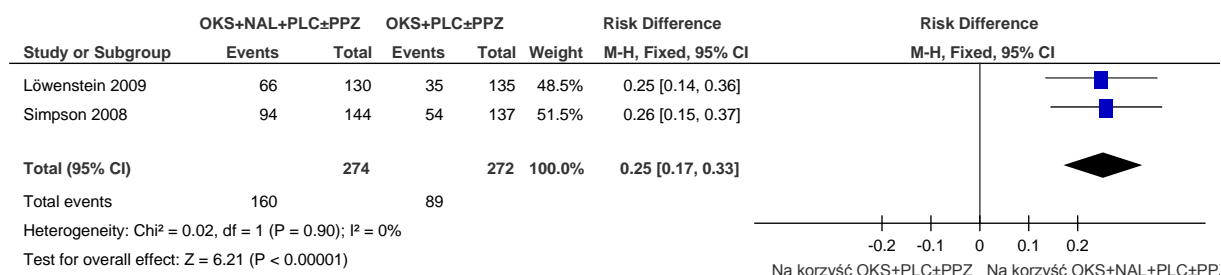 OKS+NAL+PLC±PPZ OKS+PLC±PPZ Risk Difference Risk Difference
Study or Subgroup Events Total Events Total Weight M-H, Fixed, 95% CI M-H, Fixed, 95% CI
Löwenstein 2009 66 130 35 135 48.5% 0.25 [0.14, 0.36]
Simpson 2008 94 144 54 137 51.5% 0.26 [0.15, 0.37]
Total (95% CI) 274 272 100.0% 0.25 [0.17, 0.33]
Total events 160 89
Heterogeneity: Chi² = 0.02, df = 1 (P = 0.90); I² = 0%
Test for overall effect: Z = 6.21 (P < 0.00001)
-0.2 -0.1 0 0.1 0.2
Na korzyść OKS+PLC±PPZ Na korzyść OKS+NAL+PLC±PPZ